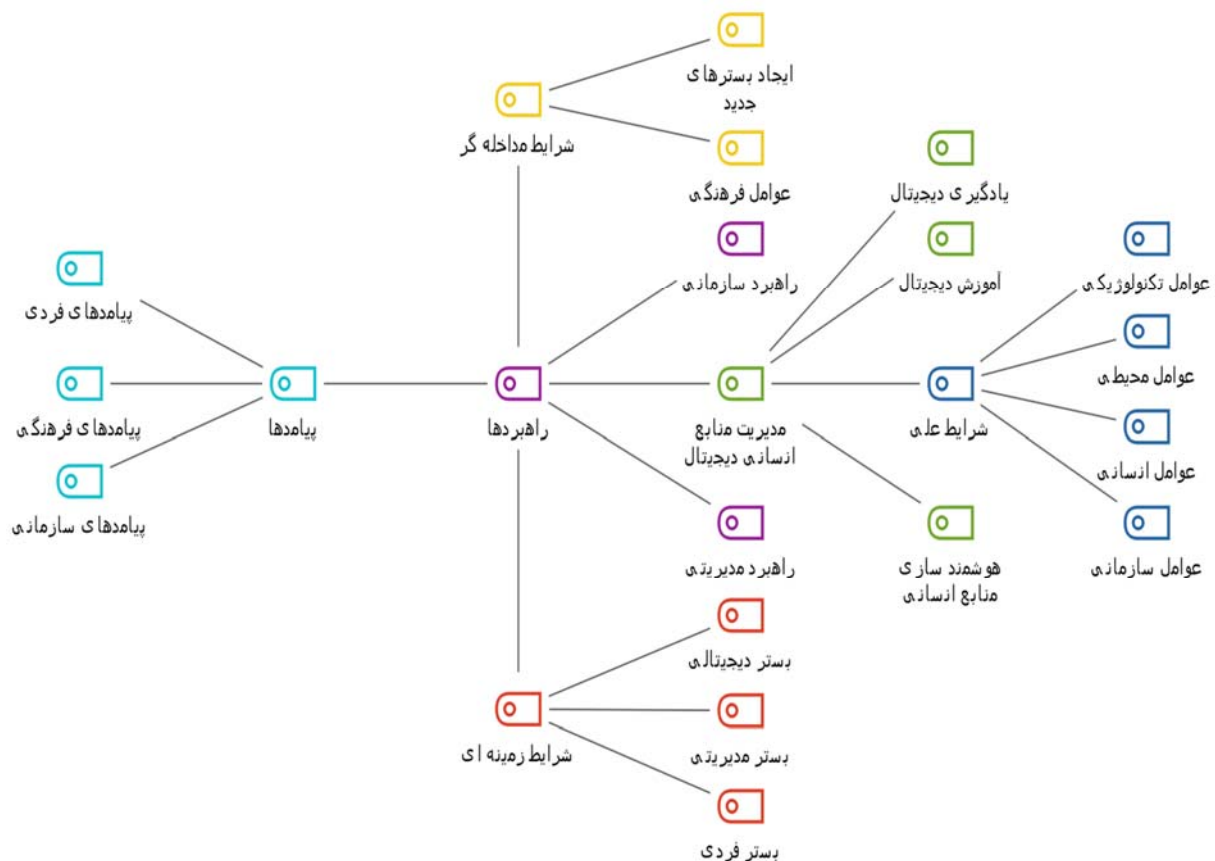 ایجاد بسترهای
جدید
شرایط مداخله گر
عوامل فرهنگی
یادگیری دیجیتال
راهبرد سازمانی
آموزش دیجیتال
عوامل تکنولوژیکی
پیامدهای فردی
عوامل محیطی
پیامدهای فرهنگی
پیامدها
راهبردها
مدیریت منابع
انسانی دیجیتال
شرایط علی
عوامل انسانی
پیامدهای سازمانی
راهبرد مدیریتی
هوشمند سازی
منابع انسانی
عوامل سازمانی
بستر دیجیتالی
شرایط زمینه ای
بستر مدیریتی
بستر فردی